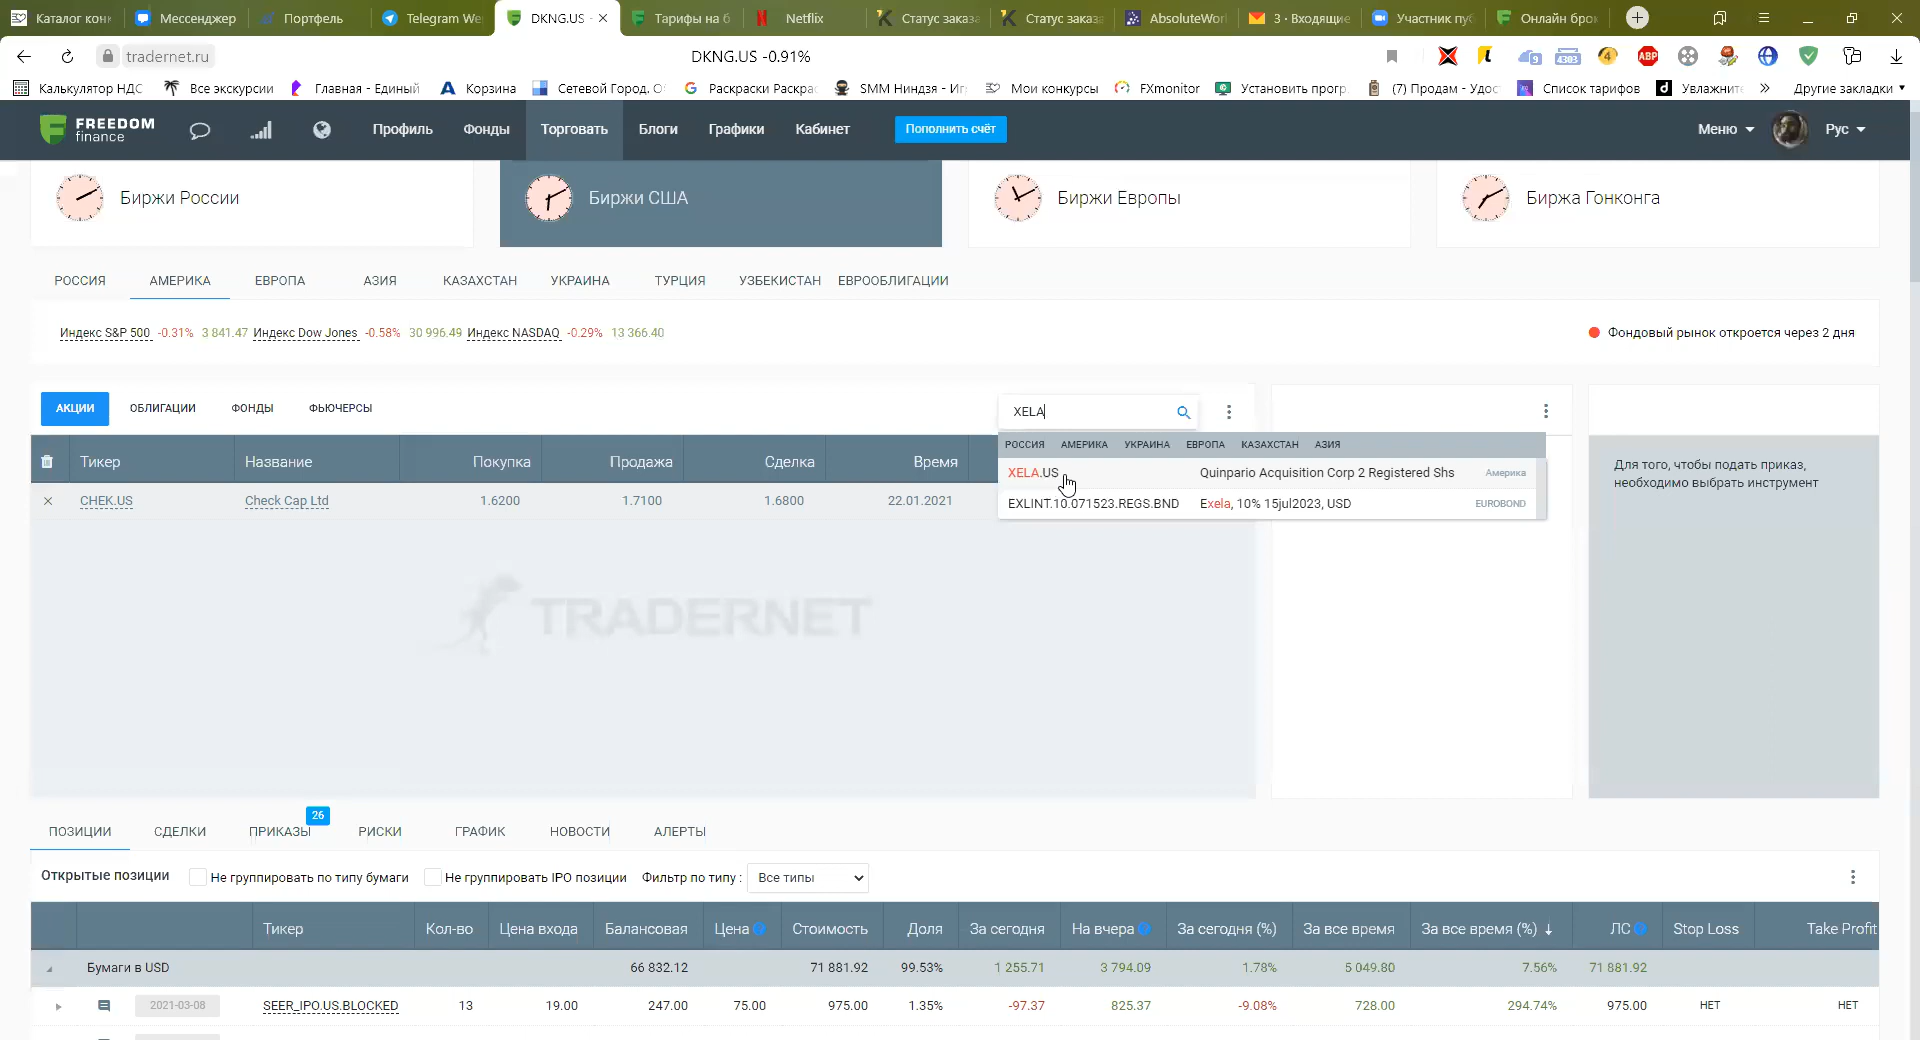 Каталог кон
Мессенджер
Портфель
Telegram We
DKNG.US -
Тарифы на б
Netflix
Статус заказа
Статус заказа
AbsoluteWor
3 · Входящие
Участник пуб
Онлайн брок
tradernet.ru
DKNG.US -0.91%
9
4303
4
ABP
Калькулятор НДС
Все экскурсии
Главная - Единый
Корзина
Сетевой Город. О
Раскраски Раскра
SMM Ниндзя - Иг
Мои конкурсы
FXmonitor
Установить прогр.
(7) Продам - Удос
Список тарифов
Увлажните
Другие закладки
FREEDOM
finance
Профиль
Фонды
Торговать
Блоги
Графики
Кабинет
Пополнить счёт
Меню
Рус
Биржи России
Биржи США
Биржи Европы
Биржа Гонконга
РОССИЯ
АМЕРИКА
ЕВРОПА
АЗИЯ
КАЗАХСТАН
УКРАИНА
ТУРЦИЯ
УЗБЕКИСТАН
ЕВРООБЛИГАЦИИ
Индекс S&P 500 -0.31% 3 841.47 Индекс Dow Jones -0.58% 30 996.49 Индекс NASDAQ -0.29% 13 366.40
Фондовый рынок откроется через 2 дня
АКЦИИ
ОБЛИГАЦИИ
ФОНДЫ
ФЬЮЧЕРСЫ
XELA
Тикер Название Покупка Продажа Сделка Время
РОССИЯ АМЕРИКА УКРАИНА ЕВРОПА КАЗАХСТАН АЗИЯ
XELA.US Quinpario Acquisition Corp 2 Registered Shs Америка
EXLINT.10.071523.REGS.BND Exela, 10% 15jul2023, USD EUROBOND
CHEK.US Check Cap Ltd 1.6200 1.7100 1.6800 22.01.2021
Для того, чтобы подать приказ,
необходимо выбрать инструмент
TRADERNET
ПОЗИЦИИ
СДЕЛКИ
ПРИКАЗЫ
26
РИСКИ
ГРАФИК
НОВОСТИ
АЛЕРТЫ
Открытые позиции
Не группировать по типу бумаги
Не группировать IPO позиции
Фильтр по типу :
Все типы
Тикер Кол-во Цена входа Балансовая Цена Стоимость Доля За сегодня На вчера За сегодня (%) За все время За все время (%) ↓ ЛС Stop Loss Take Profit
Бумаги в USD 66 832.12 71 881.92 99.53% 1 255.71 3 794.09 1.78% 5 049.80 7.56% 71 881.92
2021-03-08 SEER_IPO.US.BLOCKED 13 19.00 247.00 75.00 975.00 1.35% -97.37 825.37 -9.08% 728.00 294.74% 975.00 НЕТ НЕТ